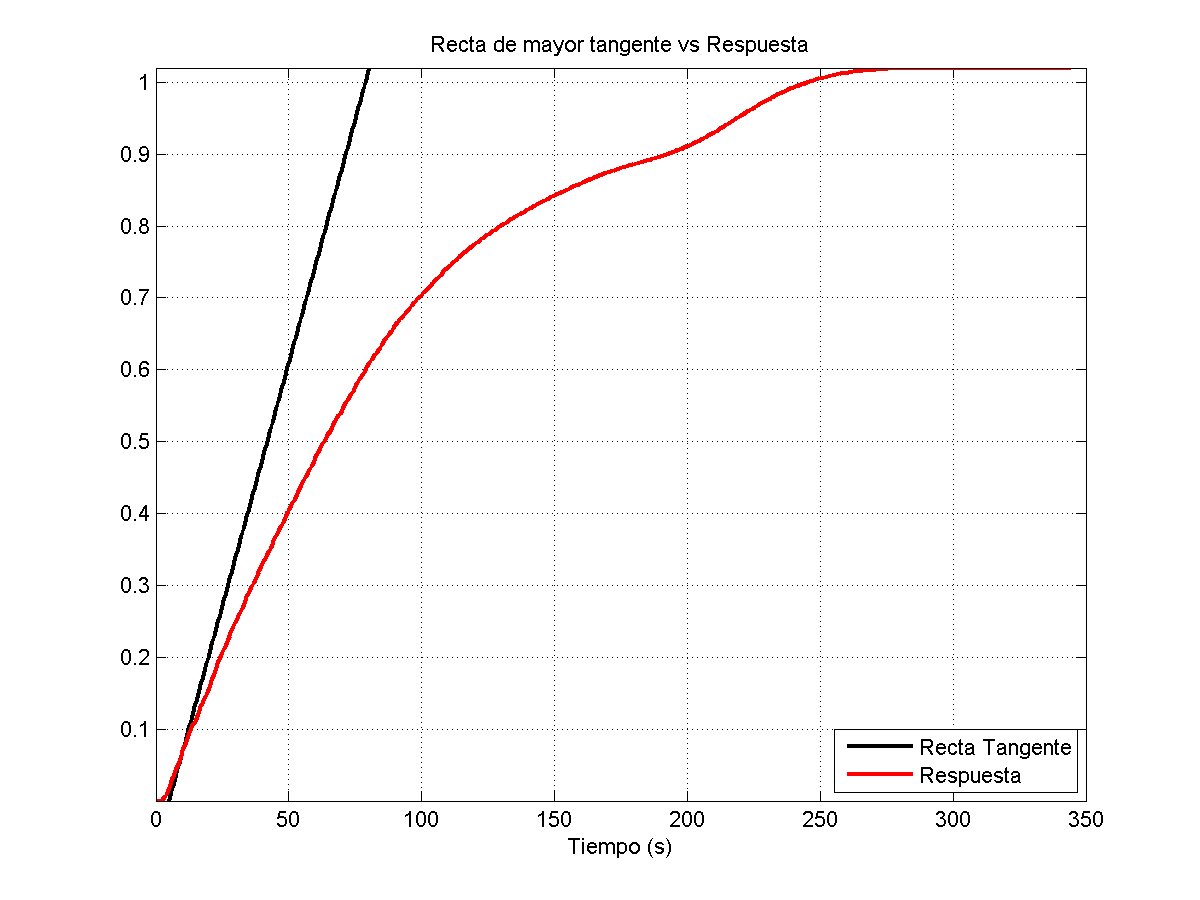 Recta de mayor tangente vs Respuesta
1
0.9
0.8
0.7
0.6
0.5
0.4
0.3
0.2
0.1
Recta Tangente
Respuesta
0 50 100 150 200 250 300 350
Tiempo (s)